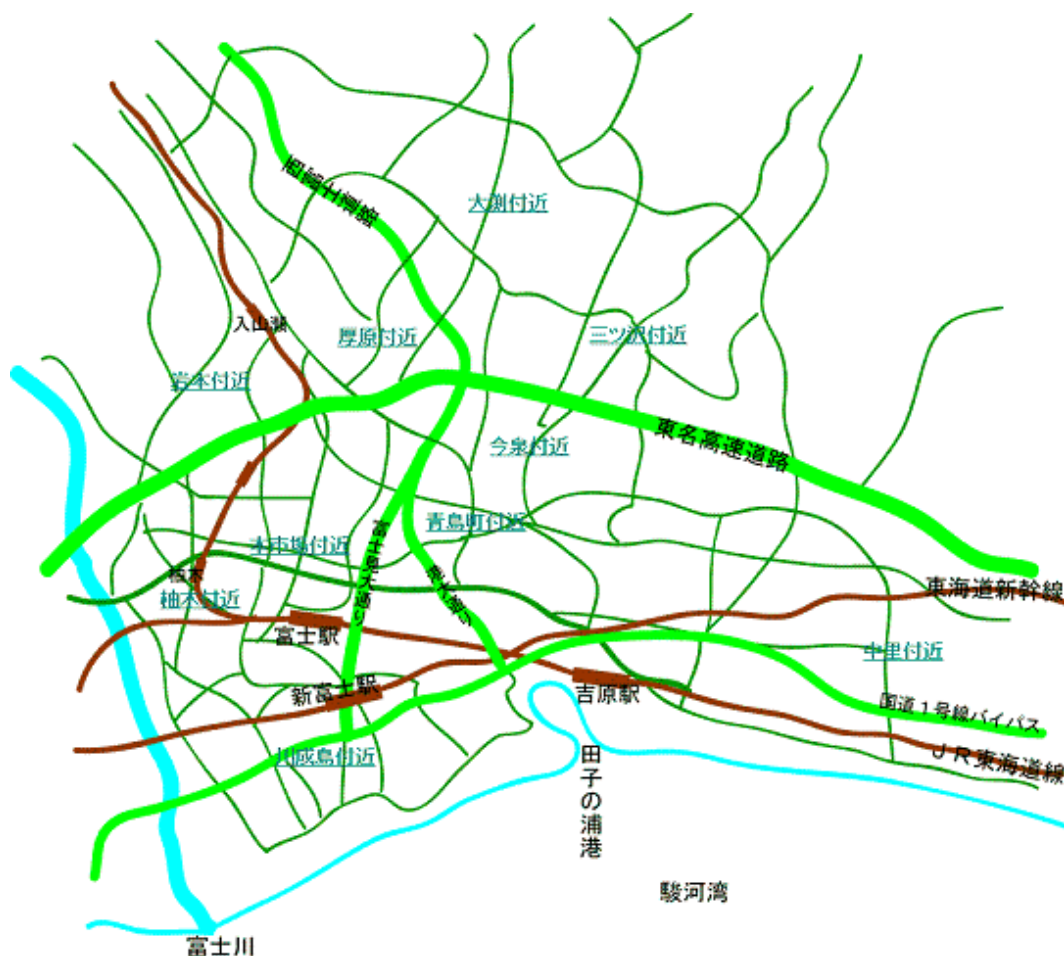 西富士道路
大渕付近
入山瀬
厚原付近
三ツ沢付近
岩本付近
東名高速道路
今泉付近
青島町付近
富士見大通り
本市場付近
柚木
柚木付近
東海道新幹線
富士駅
中里付近
新富士駅
吉原駅
国道1号線バイパス
JR東海道線
川成島付近
田子の浦港
駿河湾
富士川